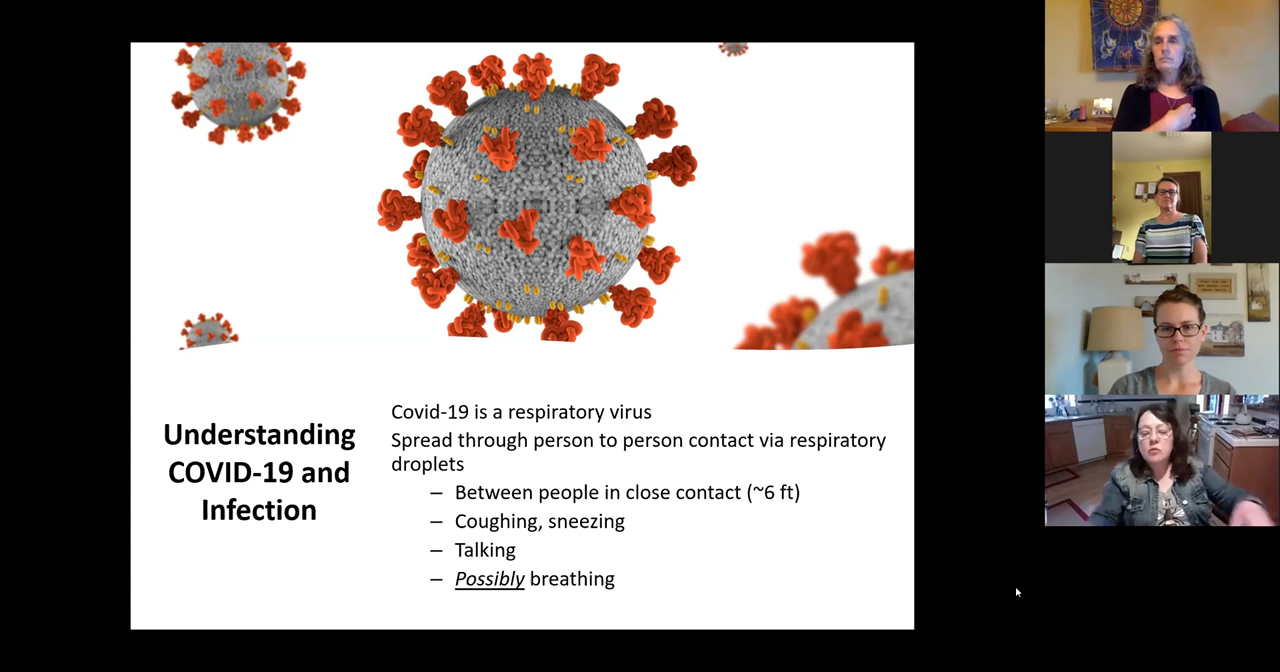 Understanding
COVID-19 and
Infection
Covid-19 is a respiratory virus
Spread through person to person contact via respiratory
droplets
– Between people in close contact (~6 ft)
– Coughing, sneezing
– Talking
– Possibly breathing